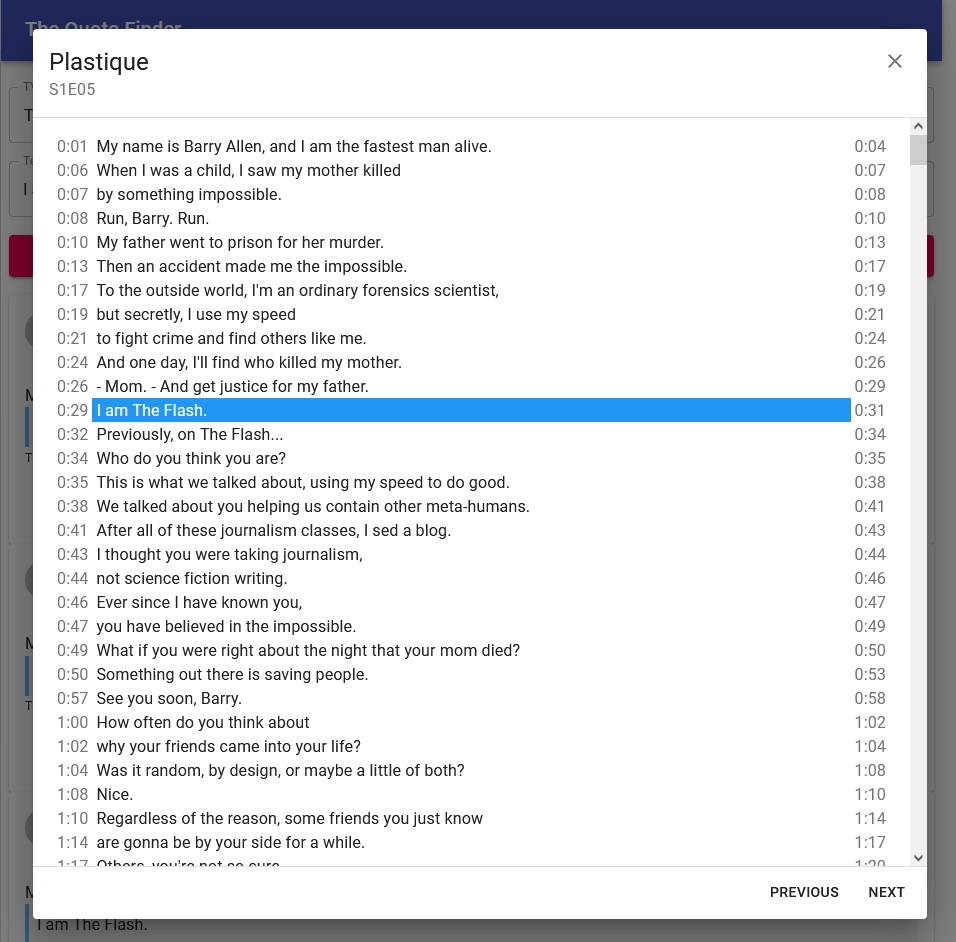 The Quote Finder
Plastique
S1E05
0:01 My name is Barry Allen, and I am the fastest man alive. 0:04
0:06 When I was a child, I saw my mother killed 0:07
0:07 by something impossible. 0:08
0:08 Run, Barry. Run. 0:10
0:10 My father went to prison for her murder. 0:13
0:13 Then an accident made me the impossible. 0:17
0:17 To the outside world, I'm an ordinary forensics scientist, 0:19
0:19 but secretly, I use my speed 0:21
0:21 to fight crime and find others like me. 0:24
0:24 And one day, I'll find who killed my mother. 0:26
0:26 - Mom. - And get justice for my father. 0:29
0:29 I am The Flash. 0:31
0:32 Previously, on The Flash... 0:34
0:34 Who do you think you are? 0:35
0:35 This is what we talked about, using my speed to do good. 0:38
0:38 We talked about you helping us contain other meta-humans. 0:41
0:41 After all of these journalism classes, I sed a blog. 0:43
0:43 I thought you were taking journalism, 0:44
0:44 not science fiction writing. 0:46
0:46 Ever since I have known you, 0:47
0:47 you have believed in the impossible. 0:49
0:49 What if you were right about the night that your mom died? 0:50
0:50 Something out there is saving people. 0:53
0:57 See you soon, Barry. 0:58
1:00 How often do you think about 1:02
1:02 why your friends came into your life? 1:04
1:04 Was it random, by design, or maybe a little of both? 1:08
1:08 Nice. 1:10
1:10 Regardless of the reason, some friends you just know 1:14
1:14 are gonna be by your side for a while. 1:17
1:17 Others, you're not so sure 1:20
PREVIOUS NEXT
I am The Flash.